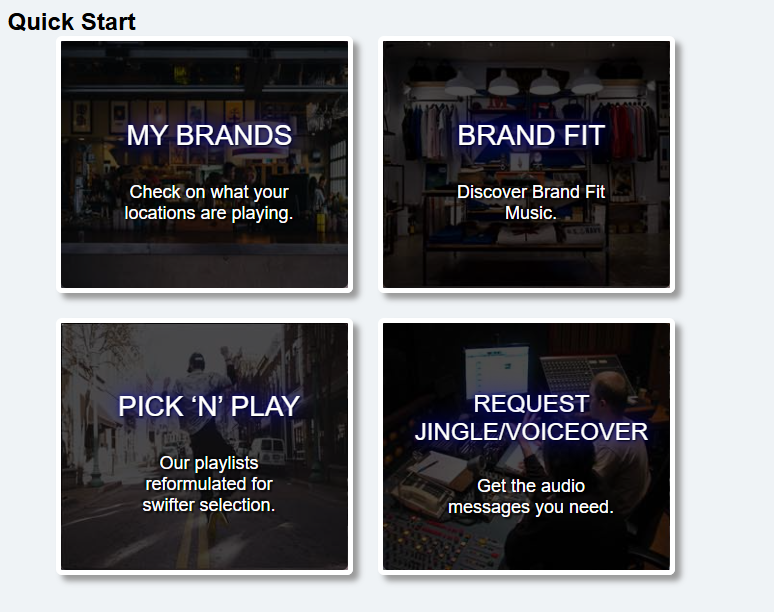 Quick Start
MY BRANDS
Check on what your
locations are playing.
BRAND FIT
Discover Brand Fit
Music.
PICK ‘N’ PLAY
Our playlists
reformulated for
swifter selection.
REQUEST
JINGLE/VOICEOVER
Get the audio
messages you need.